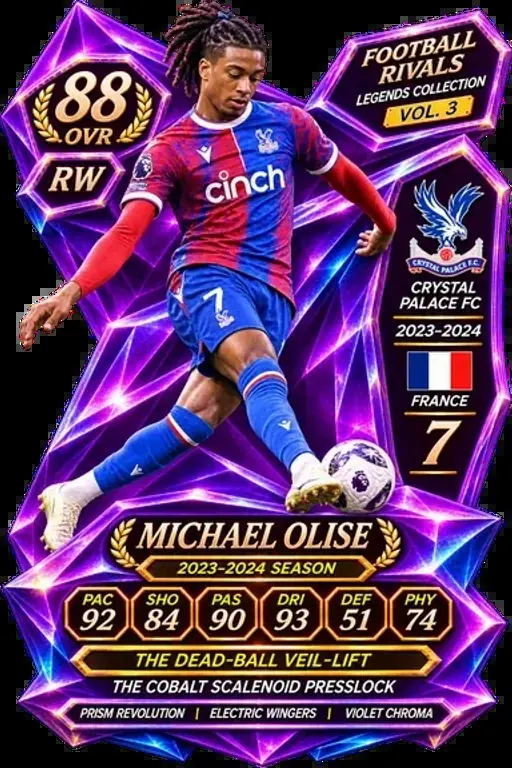 88
OVR
RW
FOOTBALL
RIVALS
LEGENDS COLLECTION
VOL. 3
cinch
7
CRYSTAL PALACE F.C.
CRYSTAL
PALACE FC
2023-2024
FRANCE
7
MICHAEL OLISE
2023-2024 SEASON
PAC SHO PAS DRI DEF PHY
92 84 90 93 51 74
THE DEAD-BALL VEIL-LIFT
THE COBALT SCALENOID PRESSLOCK
PRISM REVOLUTION | ELECTRIC WINGERS | VIOLET CHROMA